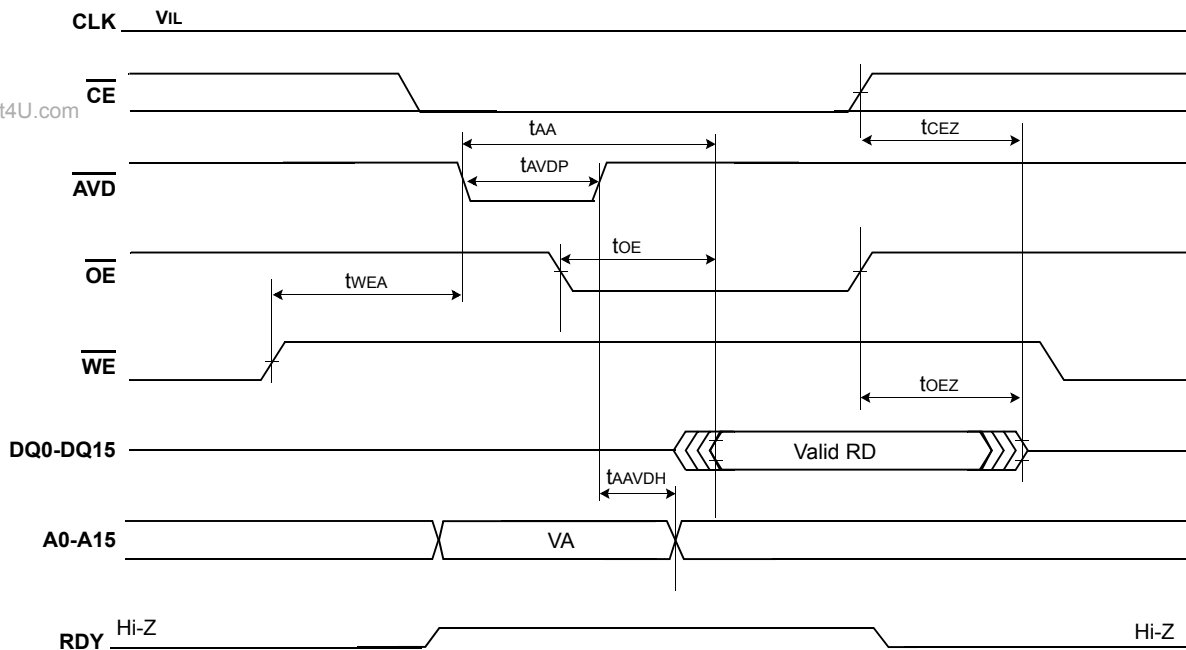 CLK VIL
CE
t4U.com
tAA
tCEZ
AVD
tAVDP
OE
tOE
tWEA
WE
tOEZ
DQ0-DQ15
Valid RD
tAAVDH
A0-A15
VA
RDY Hi-Z
Hi-Z